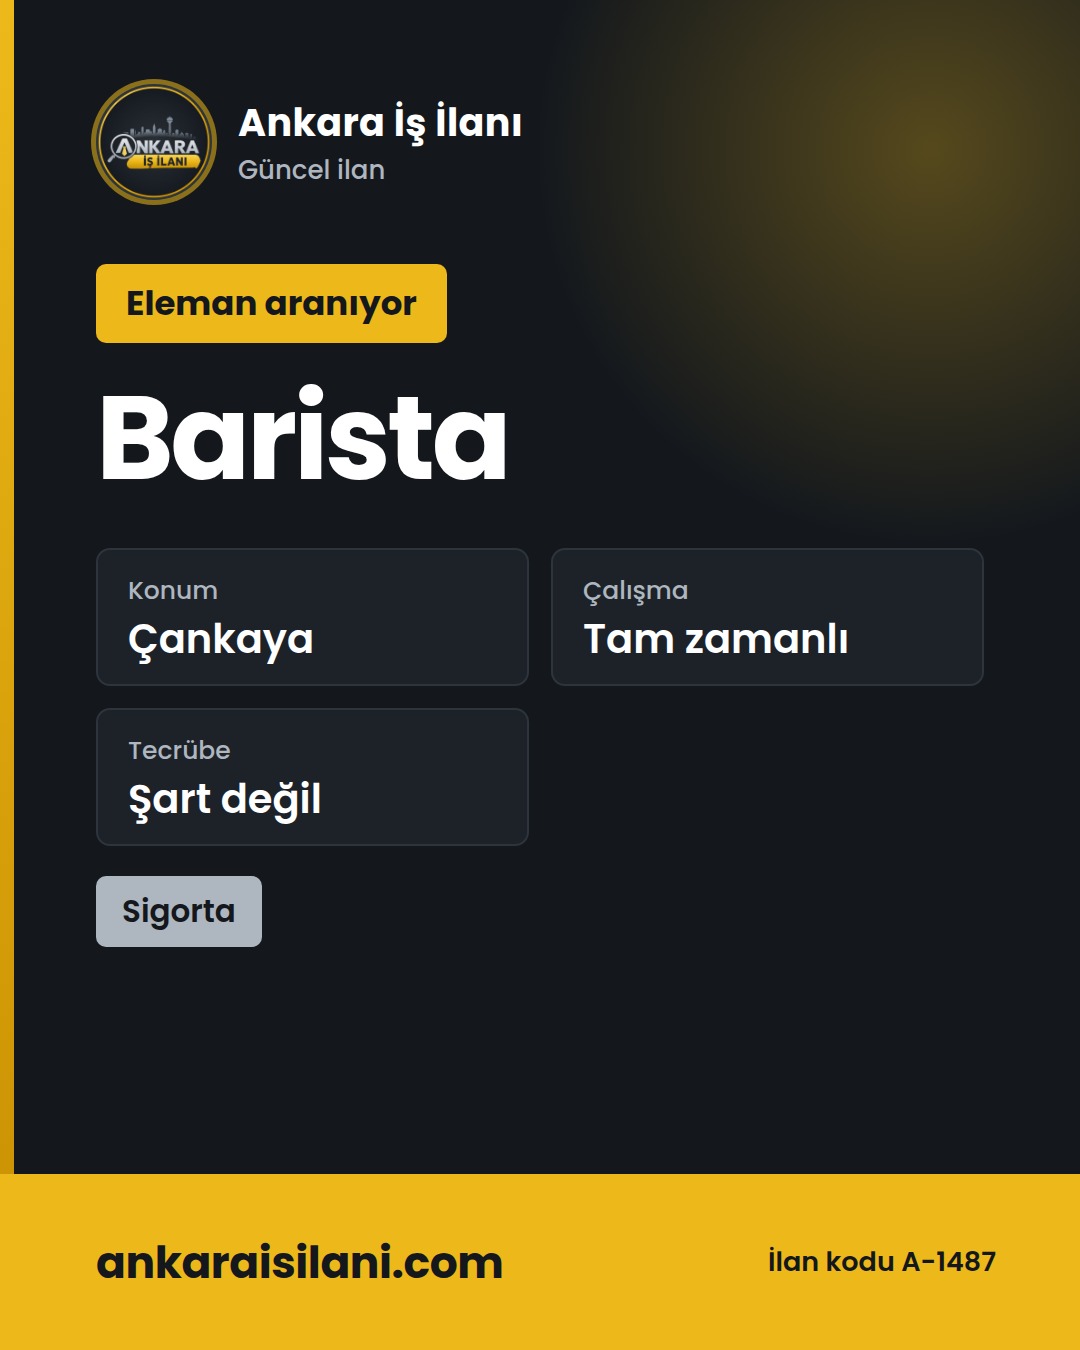 ANKARA
İŞ İLANI
Ankara İş İlanı
Güncel ilan
Eleman aranıyor
Barista
Konum
Çankaya
Çalışma
Tam zamanlı
Tecrübe
Şart değil
Sigorta
ankaraisilani.com
İlan kodu A-1487